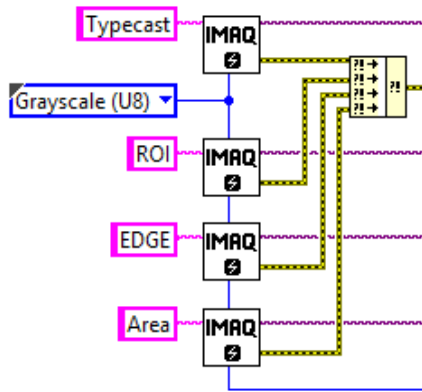 Typecast
IMAQ
?!
?!
?!
?!
?!
Grayscale (U8)
ROI
IMAQ
EDGE
IMAQ
Area
IMAQ